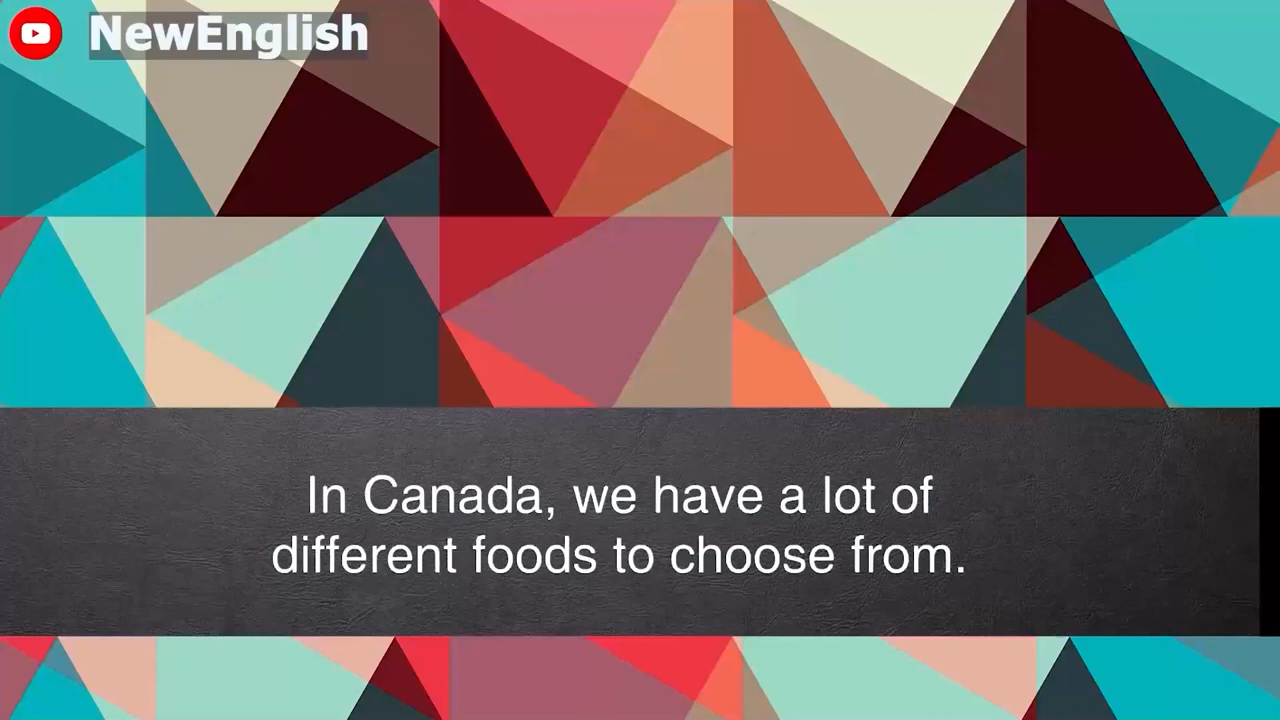 NewEnglish
In Canada, we have a lot of
different foods to choose from.